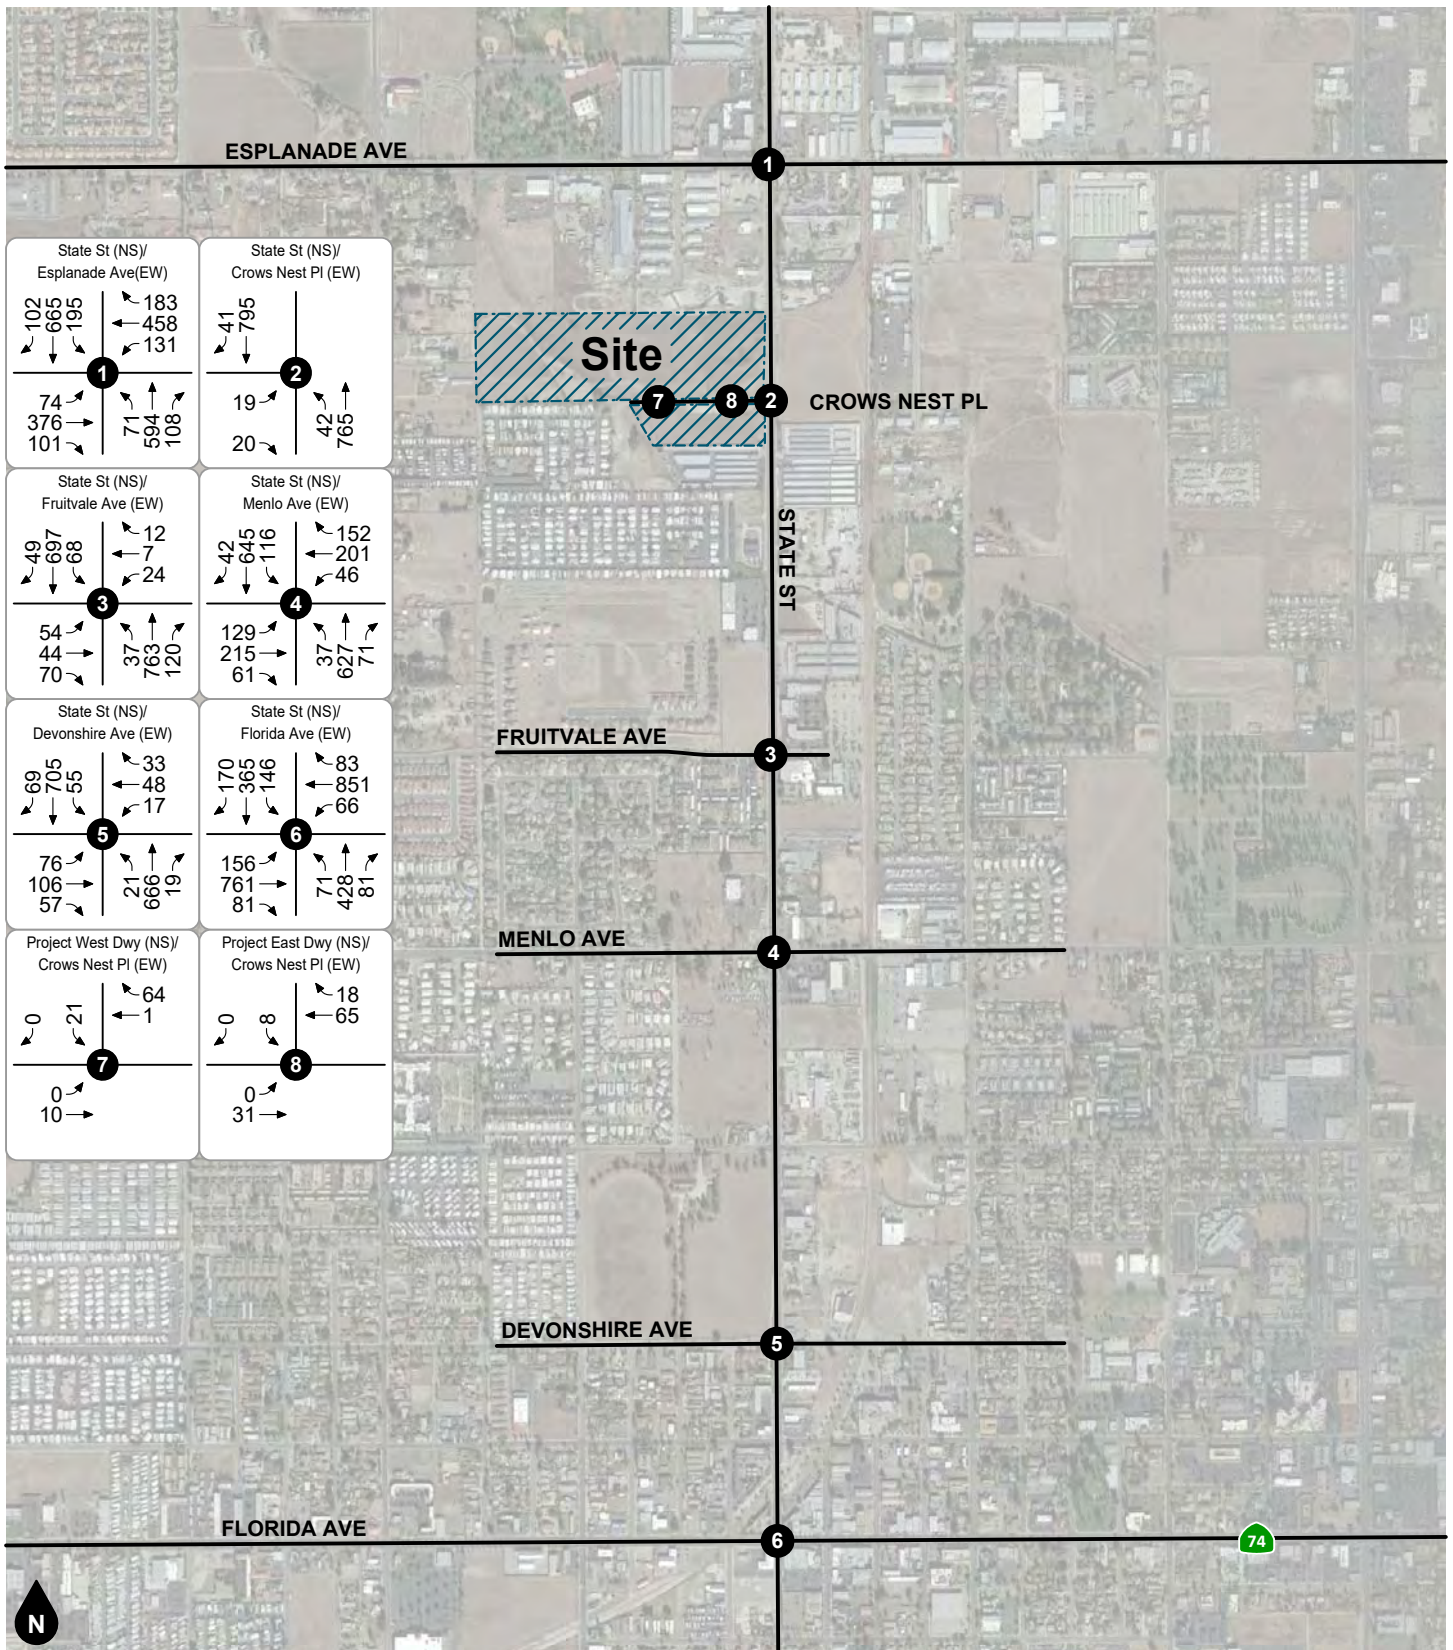 ESPLANADE AVE
1
State St (NS)/
Esplanade Ave(EW)
102 665 195
183
458
131
1
74
376
101
71 594 108
State St (NS)/
Crows Nest Pl (EW)
41 795
2
19
20
42 765
State St (NS)/
Fruitvale Ave (EW)
49 697 68
12
7
24
3
54
44
70
37 763 120
State St (NS)/
Menlo Ave (EW)
42 645 116
152
201
46
4
129
215
61
37 627 71
State St (NS)/
Devonshire Ave (EW)
69 705 55
33
48
17
5
76
106
57
21 666 19
State St (NS)/
Florida Ave (EW)
170 365 146
83
851
66
6
156
761
81
71 428 81
Project West Dwy (NS)/
Crows Nest Pl (EW)
0 21
64
1
7
0
10
Project East Dwy (NS)/
Crows Nest Pl (EW)
0 8
18
65
8
0
31
Site
7 8 2 CROWS NEST PL
STATE ST
FRUITVALE AVE
3
MENLO AVE
4
DEVONSHIRE AVE
5
FLORIDA AVE
6
74
N